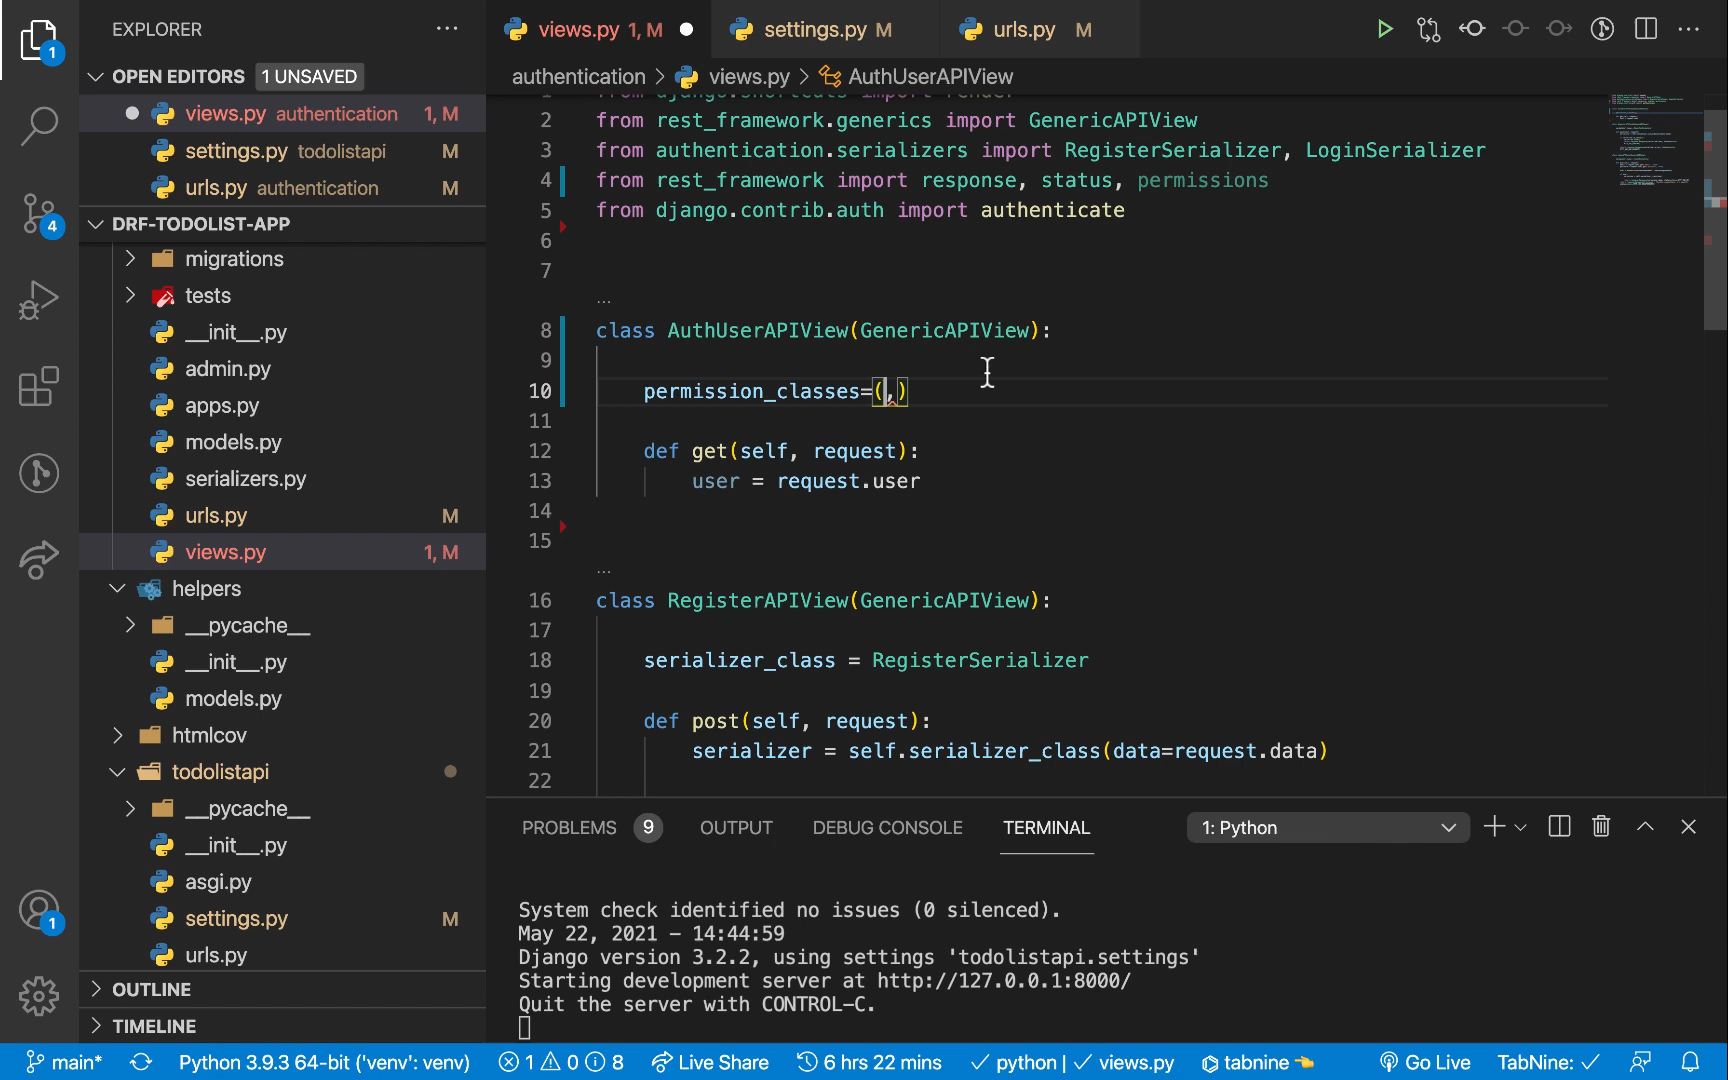 EXPLORER
OPEN EDITORS 1 UNSAVED
views.py authentication 1, M
settings.py todolistapi M
urls.py authentication M
DRF-TODOLIST-APP
migrations
tests
__init__.py
admin.py
apps.py
models.py
serializers.py
urls.py M
views.py 1, M
helpers
__pycache__
__init__.py
models.py
htmlcov
todolistapi
__pycache__
__init__.py
asgi.py
settings.py M
urls.py
OUTLINE
TIMELINE
1
4
1
views.py 1, M
settings.py M
urls.py M
authentication > views.py > AuthUserAPIView
1 from django.shortcuts import render
2 from rest_framework.generics import GenericAPIView
3 from authentication.serializers import RegisterSerializer, LoginSerializer
4 from rest_framework import response, status, permissions
5 from django.contrib.auth import authenticate
6
7
...
8 class AuthUserAPIView(GenericAPIView):
9
10 permission_classes=(,)
11
12 def get(self, request):
13 user = request.user
14
15
...
16 class RegisterAPIView(GenericAPIView):
17
18 serializer_class = RegisterSerializer
19
20 def post(self, request):
21 serializer = self.serializer_class(data=request.data)
22
PROBLEMS 9 OUTPUT DEBUG CONSOLE TERMINAL 1: Python
System check identified no issues (0 silenced).
May 22, 2021 - 14:44:59
Django version 3.2.2, using settings 'todolistapi.settings'
Starting development server at http://127.0.0.1:8000/
Quit the server with CONTROL-C.
main* Python 3.9.3 64-bit ('venv': venv) 1 0 8 Live Share 6 hrs 22 mins python | views.py tabnine Go Live TabNine: